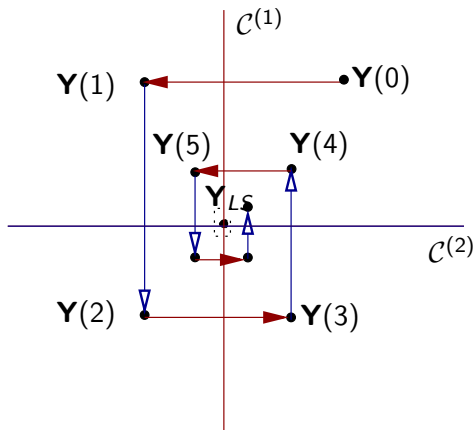 𝒞^(1)
Y(1) Y(0)
Y(5) Y(4)
Y_LS
𝒞^(2)
Y(2) Y(3)